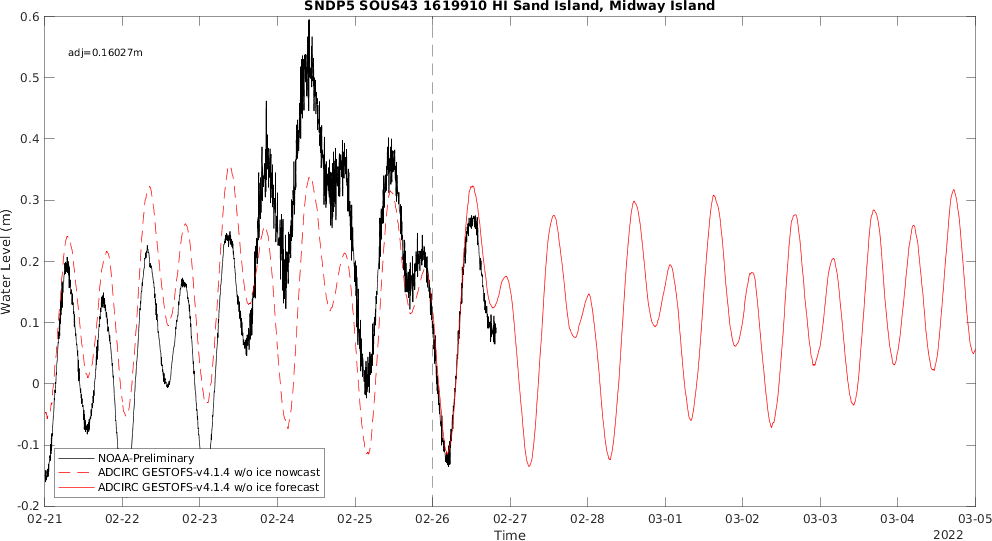 SNDP5 SOUS43 1619910 HI Sand Island, Midway Island
0.6
adj=0.16027m
0.5
0.4
0.3
0.2
0.1
0
-0.1
-0.2
Water Level (m)
NOAA-Preliminary
ADCIRC GESTOFS-v4.1.4 w/o ice nowcast
ADCIRC GESTOFS-v4.1.4 w/o ice forecast
02-21 02-22 02-23 02-24 02-25 02-26 02-27 02-28 03-01 03-02 03-03 03-04 03-05
Time
2022